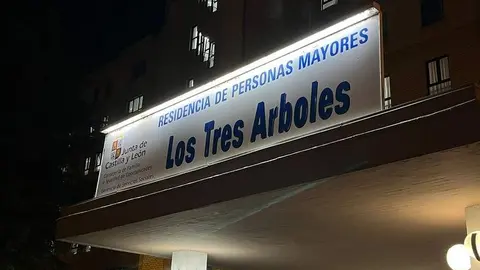 RESIDENCIA DE PERSONAS MAYORES
Los Tres Arboles
Junta de
Castilla y León